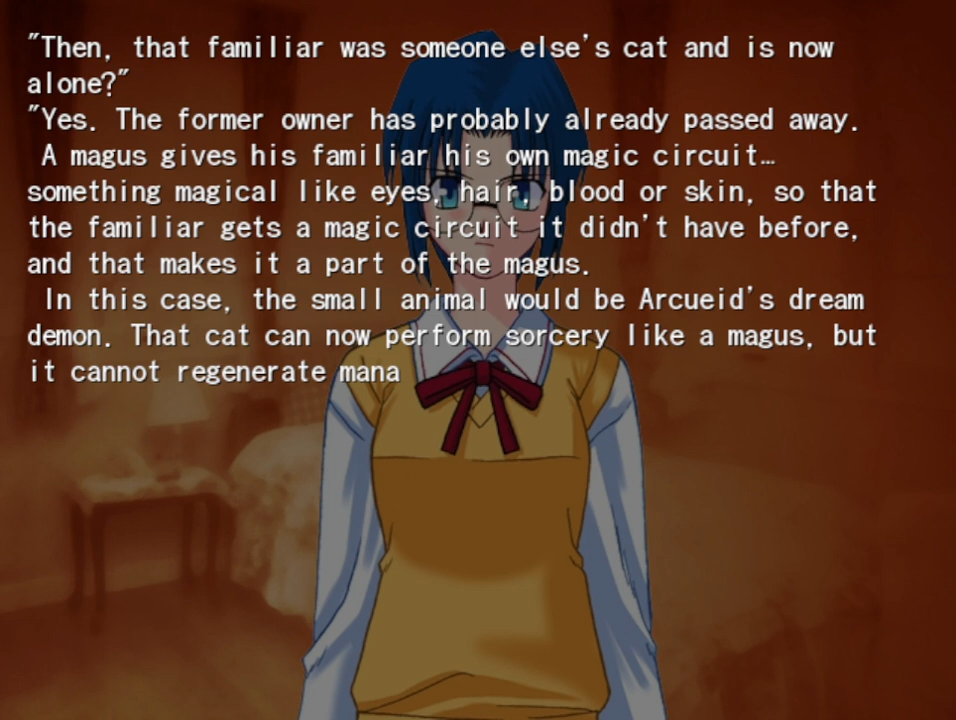 "Then, that familiar was someone else's cat and is now
alone?"
"Yes. The former owner has probably already passed away.
A magus gives his familiar his own magic circuit…
something magical like eyes, hair, blood or skin, so that
the familiar gets a magic circuit it didn't have before,
and that makes it a part of the magus.
In this case, the small animal would be Arcueid's dream
demon. That cat can now perform sorcery like a magus, but
it cannot regenerate mana